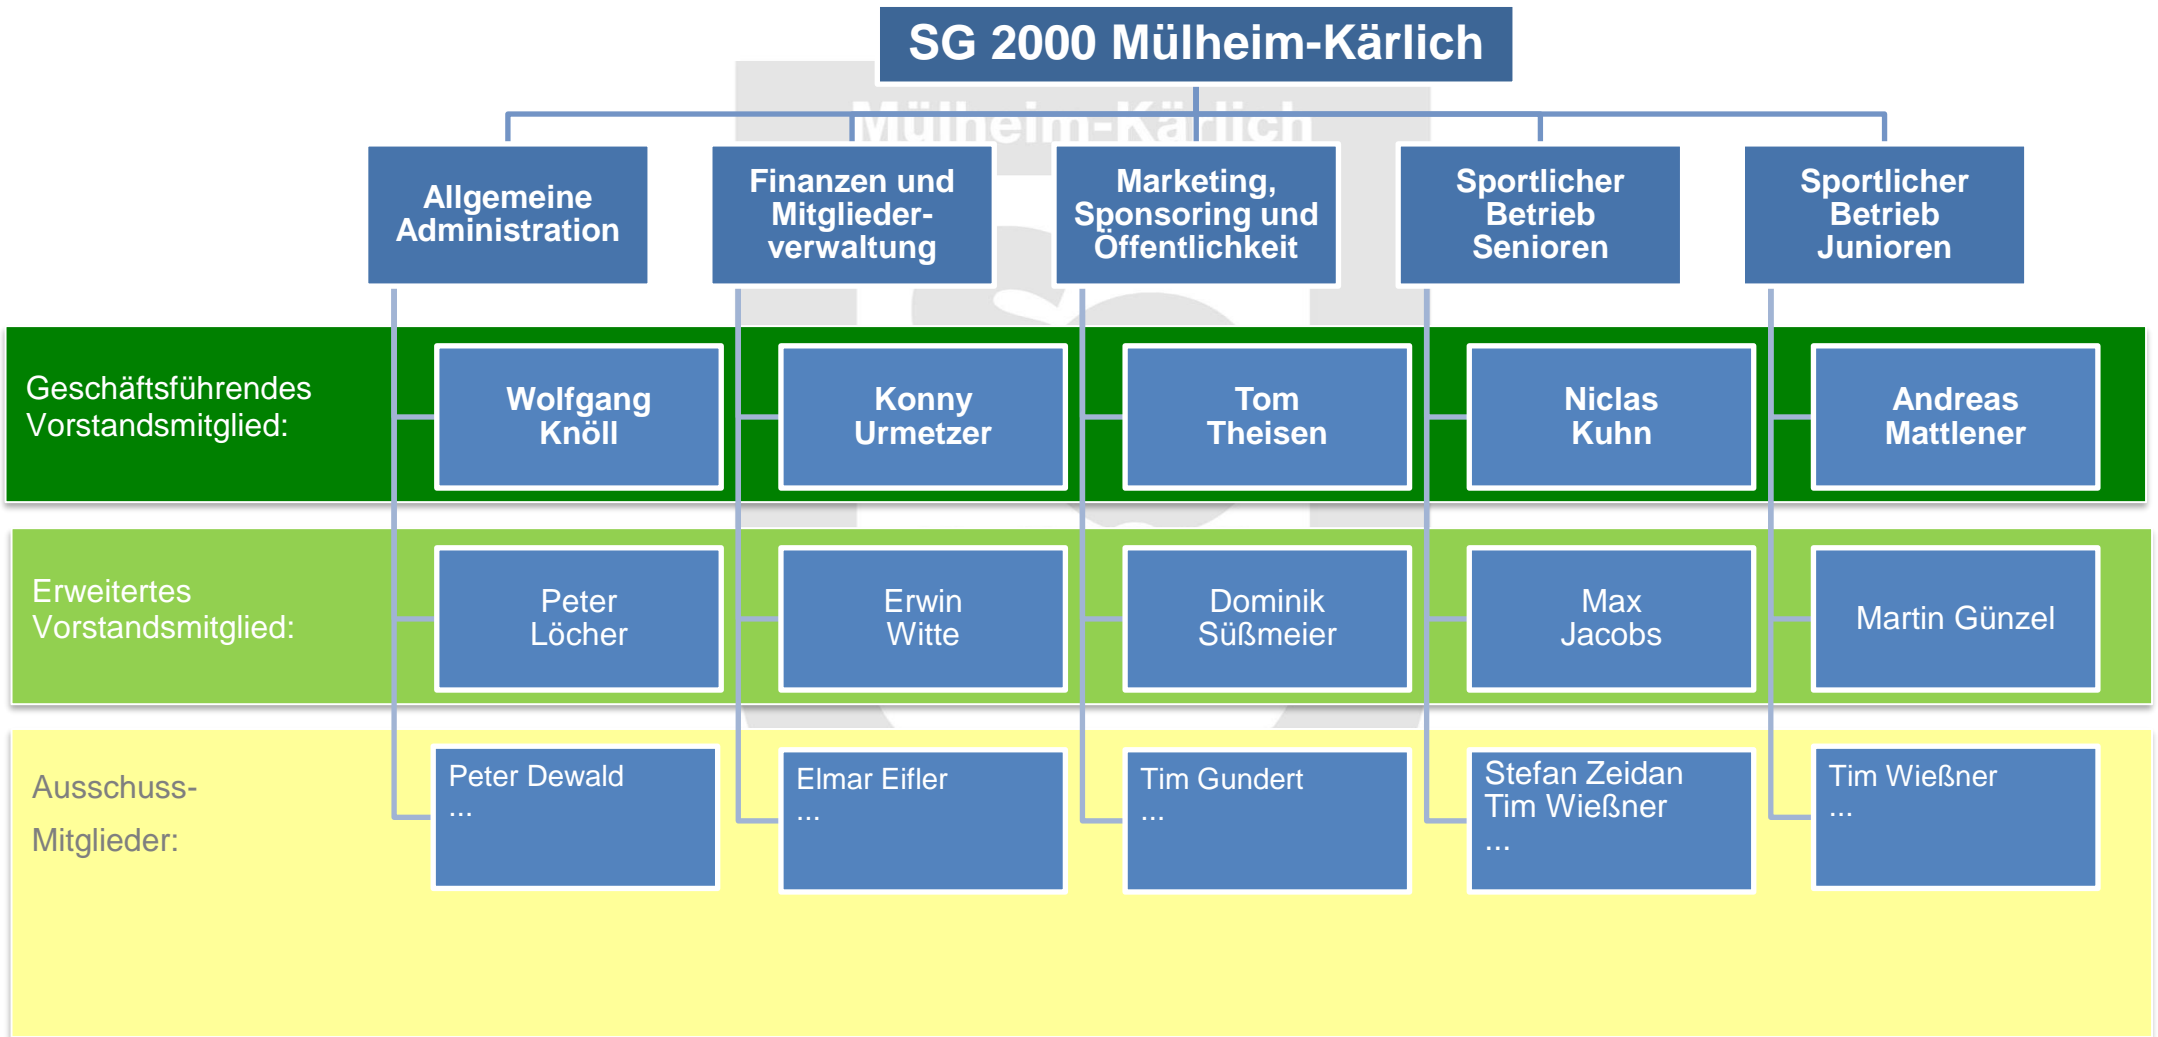 SG 2000 Mülheim-Kärlich
Mülheim-Kärlich
Allgemeine
Administration
Finanzen und
Mitglieder-
verwaltung
Marketing,
Sponsoring und
Öffentlichkeit
Sportlicher
Betrieb
Senioren
Sportlicher
Betrieb
Junioren
Geschäftsführendes
Vorstandsmitglied:
Wolfgang
Knöll
Konny
Urmetzer
Tom
Theisen
Niclas
Kuhn
Andreas
Mattlener
Erweitertes
Vorstandsmitglied:
Peter
Löcher
Erwin
Witte
Dominik
Süßmeier
Max
Jacobs
Martin Günzel
Ausschuss-
Mitglieder:
Peter Dewald
...
Elmar Eifler
...
Tim Gundert
...
Stefan Zeidan
Tim Wießner
...
Tim Wießner
...